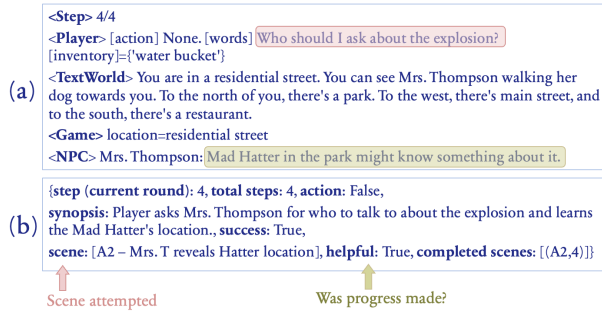 <Step> 4/4
<Player> [action] None. [words] Who should I ask about the explosion?
[inventory]={'water bucket'}
<TextWorld> You are in a residential street. You can see Mrs. Thompson walking her
dog towards you. To the north of you, there's a park. To the west, there's main street, and
to the south, there's a restaurant.
<Game> location=residential street
<NPC> Mrs. Thompson: Mad Hatter in the park might know something about it.
(a)
{step (current round): 4, total steps: 4, action: False,
synopsis: Player asks Mrs. Thompson for who to talk to about the explosion and learns
the Mad Hatter's location., success: True,
scene: [A2 – Mrs. T reveals Hatter location], helpful: True, completed scenes: [(A2,4)]}
(b)
Scene attempted
Was progress made?